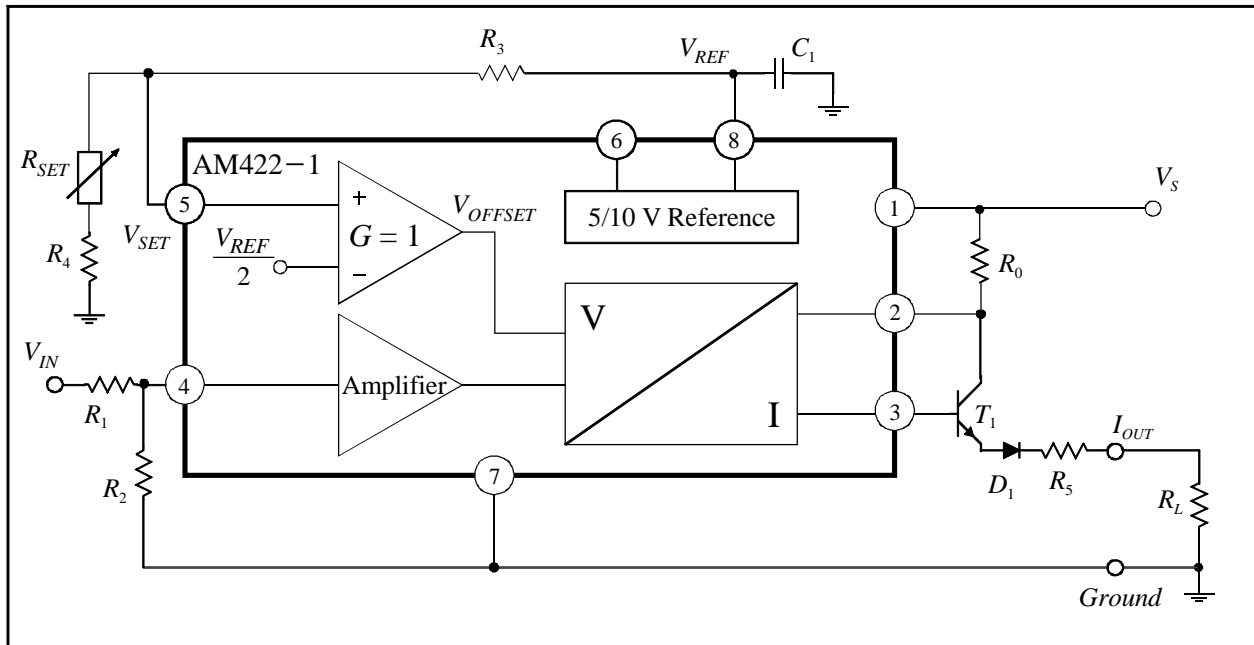 R3
VREF
C1
6
8
RSET
AM422−1
5
+
VOFFSET
5/10 V Reference
1
VS
VSET
G = 1
VREF
2
−
R4
R0
V
2
VIN
4
Amplifier
R1
I
3
T1
IOUT
R2
7
D1
R5
RL
Ground